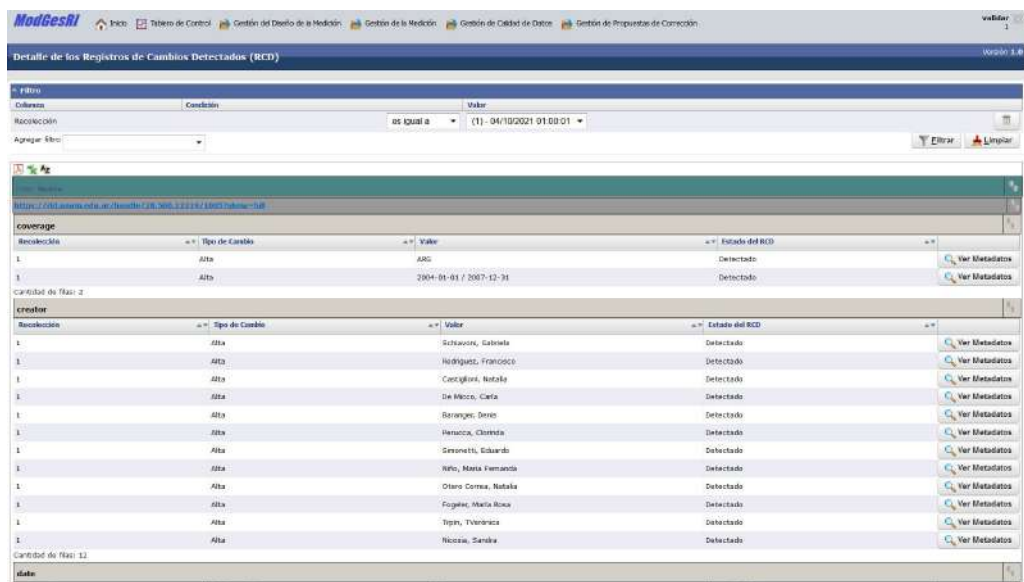 ModGesRI Inicio Tablero de Control Gestión del Diseño de la Medición Gestión de la Medición Gestión de Calidad de Datos Gestión de Propuestas de Corrección validar
1
Detalle de los Registros de Cambios Detectados (RCD) Versión 1.0
Filtro
Columna Condición Valor
Recolección es igual a (1) - 04/10/2021 01:00:01
Agregar filtro Filtrar Limpiar
coverage
Recolección Tipo de Cambio Valor Estado del RCD
1 Alta ARG Detectado Ver Metadatos
1 Alta 2004-01-01 / 2007-12-31 Detectado Ver Metadatos
Cantidad de filas: 2
creator
Recolección Tipo de Cambio Valor Estado del RCD
1 Alta Schiavoni, Gabriela Detectado Ver Metadatos
1 Alta Rodriguez, Francisco Detectado Ver Metadatos
1 Alta Castiglioni, Natalia Detectado Ver Metadatos
1 Alta De Micco, Carla Detectado Ver Metadatos
1 Alta Baranger, Denis Detectado Ver Metadatos
1 Alta Perucca, Clorinda Detectado Ver Metadatos
1 Alta Simonetti, Eduardo Detectado Ver Metadatos
1 Alta Niño, Maria Fernanda Detectado Ver Metadatos
1 Alta Otero Correa, Natalia Detectado Ver Metadatos
1 Alta Fogeler, María Rosa Detectado Ver Metadatos
1 Alta Trpin, TVerónica Detectado Ver Metadatos
1 Alta Nicosia, Sandra Detectado Ver Metadatos
Cantidad de filas: 12
date